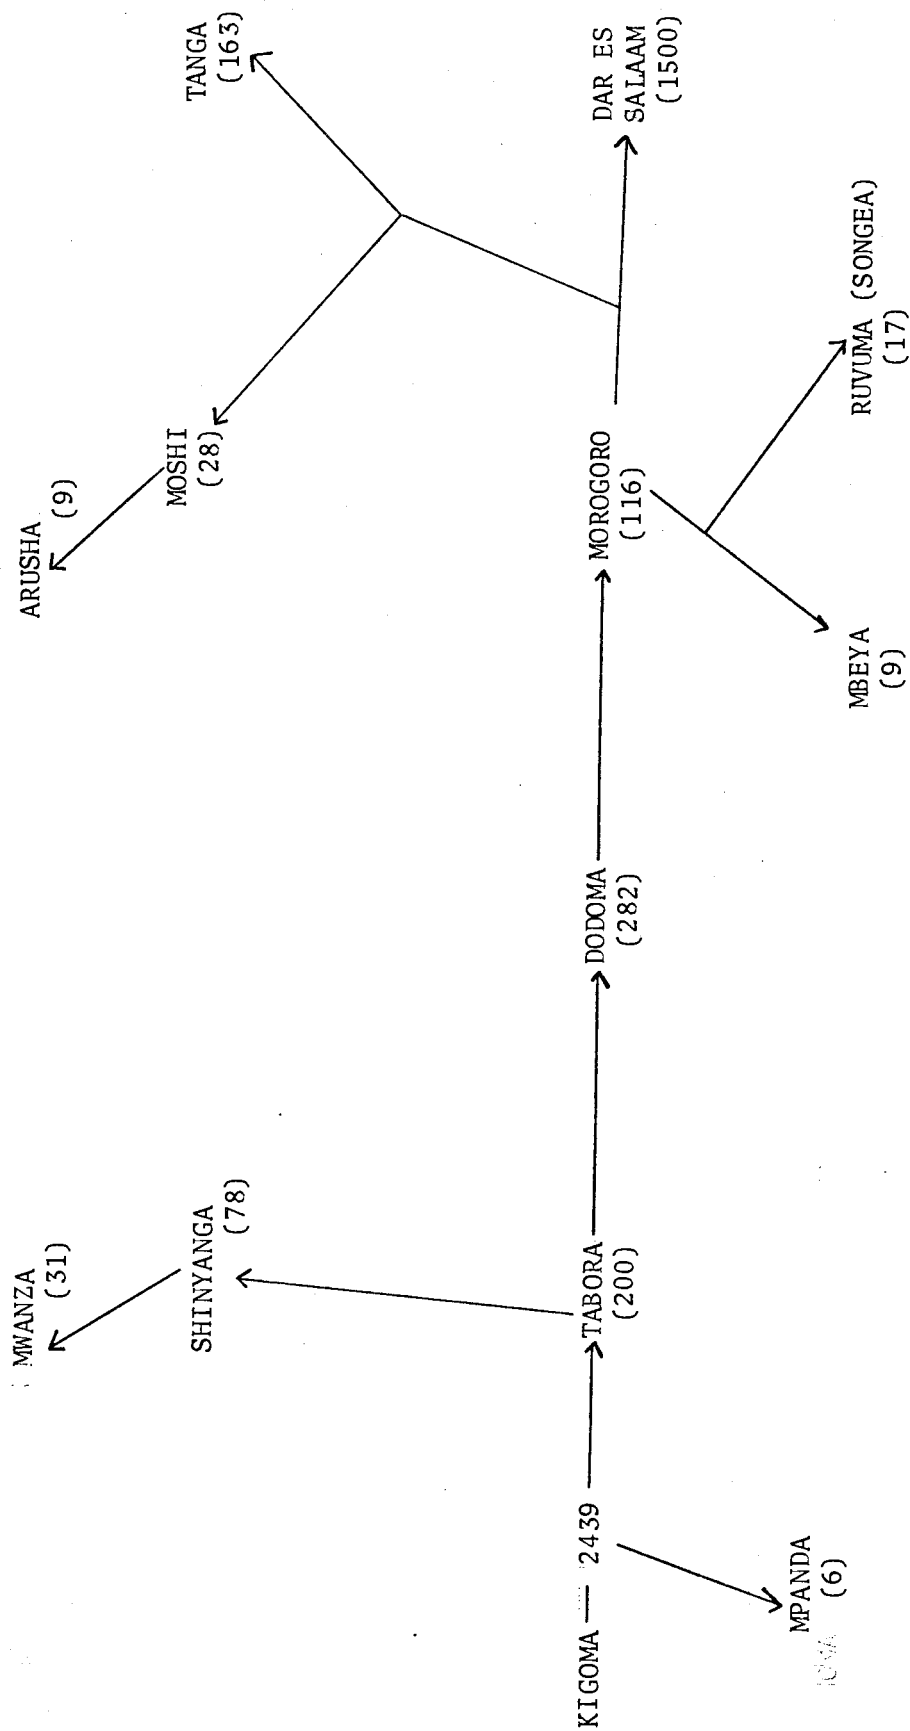 MWANZA
(31)
SHINYANGA
(78)
ARUSHA
(9)
MOSHI
(28)
TANGA
(163)
KIGOMA — 2439
TABORA
(200)
DODOMA
(282)
MOROGORO
(116)
DAR ES
SALAAM
(1500)
MPANDA
(6)
MBEYA
(9)
RUVUMA (SONGEA)
(17)